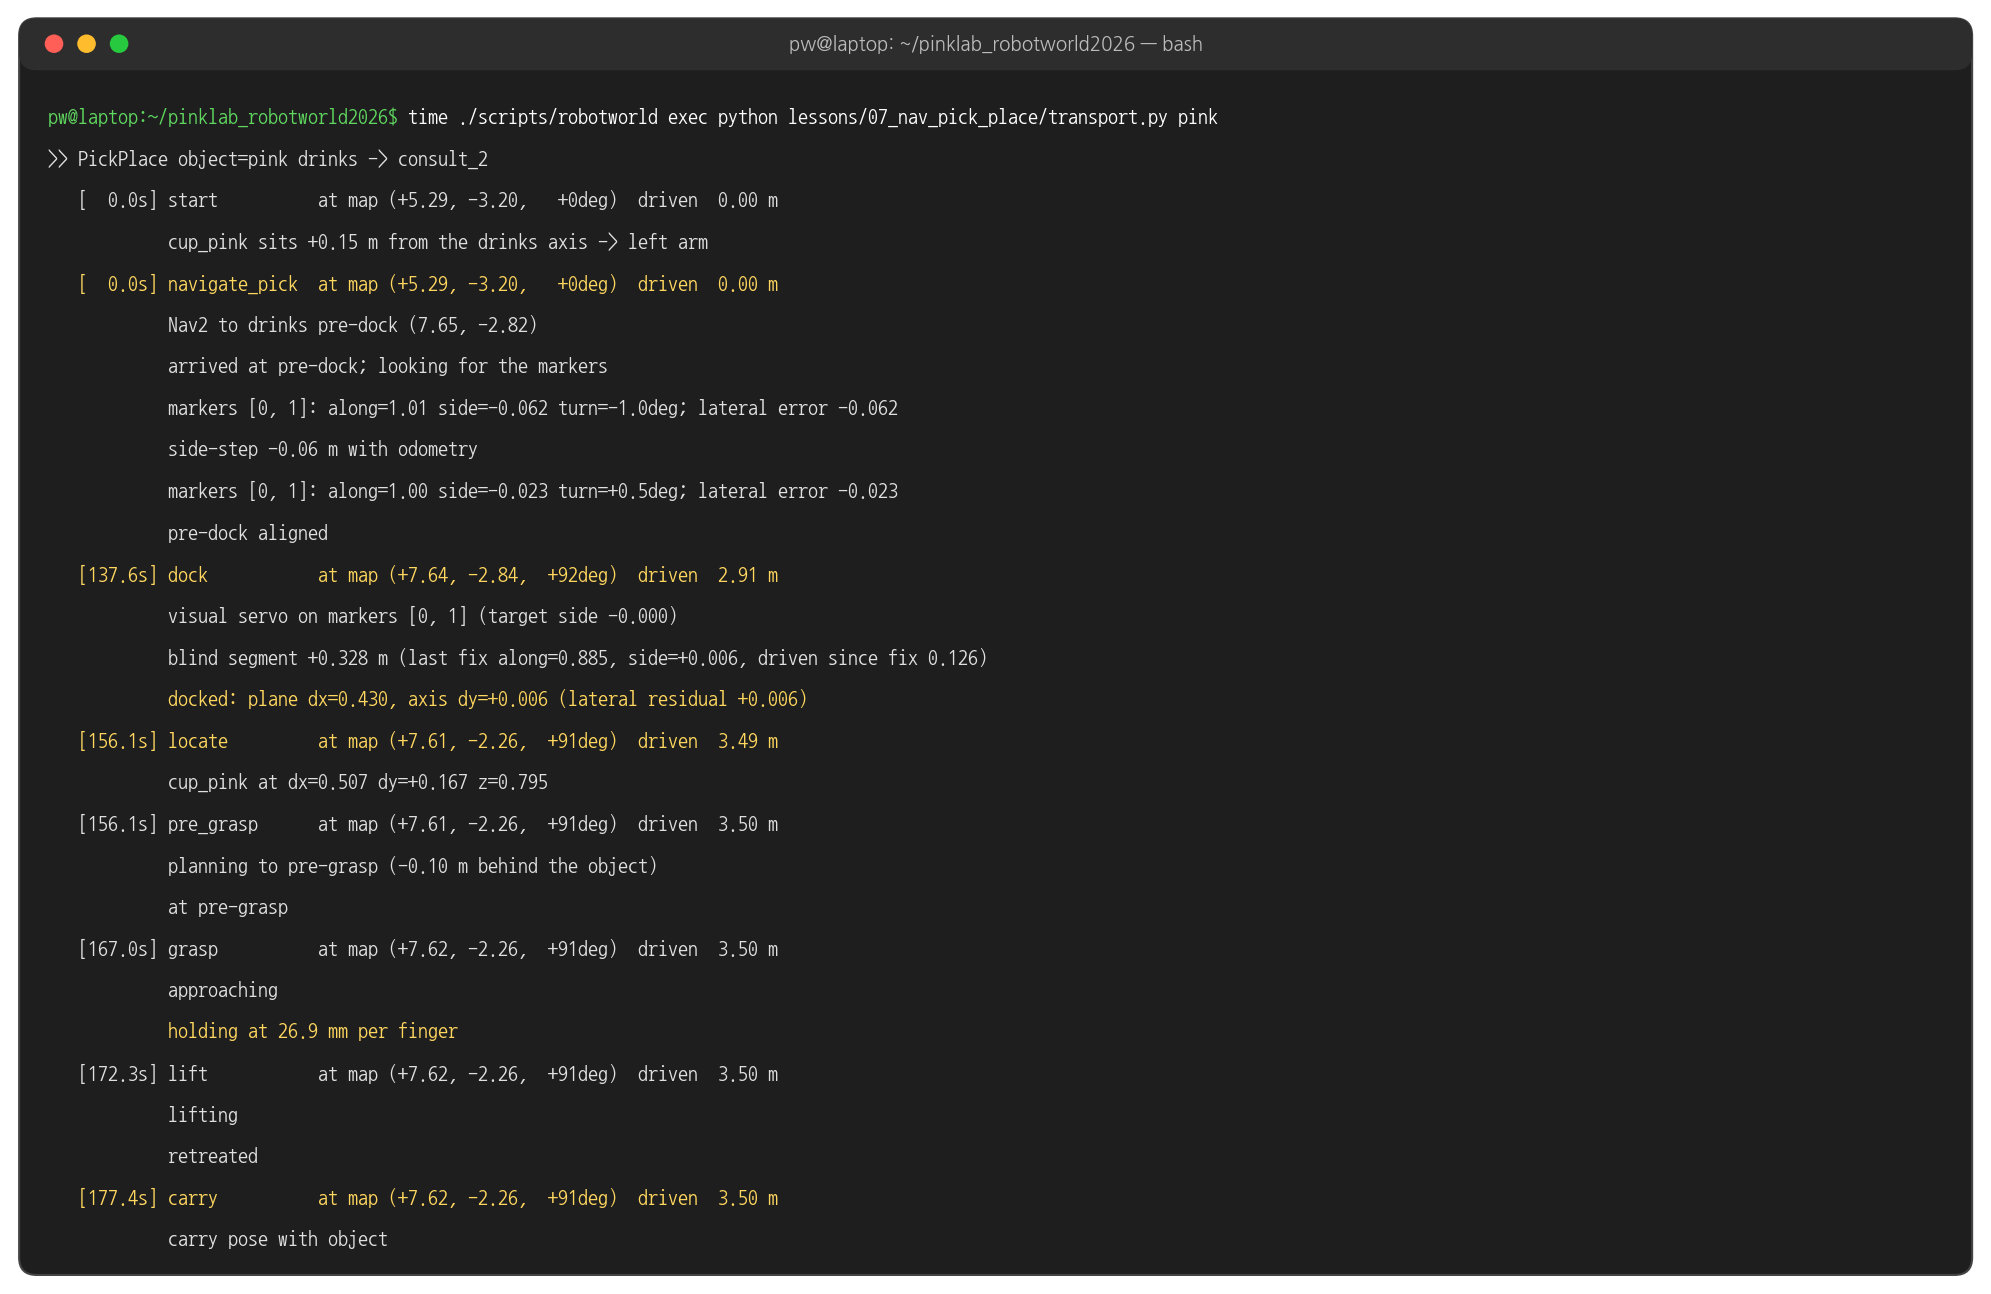 pw@laptop: ~/pinklab_robotworld2026 — bash
pw@laptop:~/pinklab_robotworld2026$ time ./scripts/robotworld exec python lessons/07_nav_pick_place/transport.py pink
>> PickPlace object=pink drinks -> consult_2
   [  0.0s] start          at map (+5.29, -3.20,   +0deg)  driven  0.00 m
            cup_pink sits +0.15 m from the drinks axis -> left arm
   [  0.0s] navigate_pick  at map (+5.29, -3.20,   +0deg)  driven  0.00 m
            Nav2 to drinks pre-dock (7.65, -2.82)
            arrived at pre-dock; looking for the markers
            markers [0, 1]: along=1.01 side=-0.062 turn=-1.0deg; lateral error -0.062
            side-step -0.06 m with odometry
            markers [0, 1]: along=1.00 side=-0.023 turn=+0.5deg; lateral error -0.023
            pre-dock aligned
   [137.6s] dock           at map (+7.64, -2.84,  +92deg)  driven  2.91 m
            visual servo on markers [0, 1] (target side -0.000)
            blind segment +0.328 m (last fix along=0.885, side=+0.006, driven since fix 0.126)
            docked: plane dx=0.430, axis dy=+0.006 (lateral residual +0.006)
   [156.1s] locate         at map (+7.61, -2.26,  +91deg)  driven  3.49 m
            cup_pink at dx=0.507 dy=+0.167 z=0.795
   [156.1s] pre_grasp      at map (+7.61, -2.26,  +91deg)  driven  3.50 m
            planning to pre-grasp (-0.10 m behind the object)
            at pre-grasp
   [167.0s] grasp          at map (+7.62, -2.26,  +91deg)  driven  3.50 m
            approaching
            holding at 26.9 mm per finger
   [172.3s] lift           at map (+7.62, -2.26,  +91deg)  driven  3.50 m
            lifting
            retreated
   [177.4s] carry          at map (+7.62, -2.26,  +91deg)  driven  3.50 m
            carry pose with object